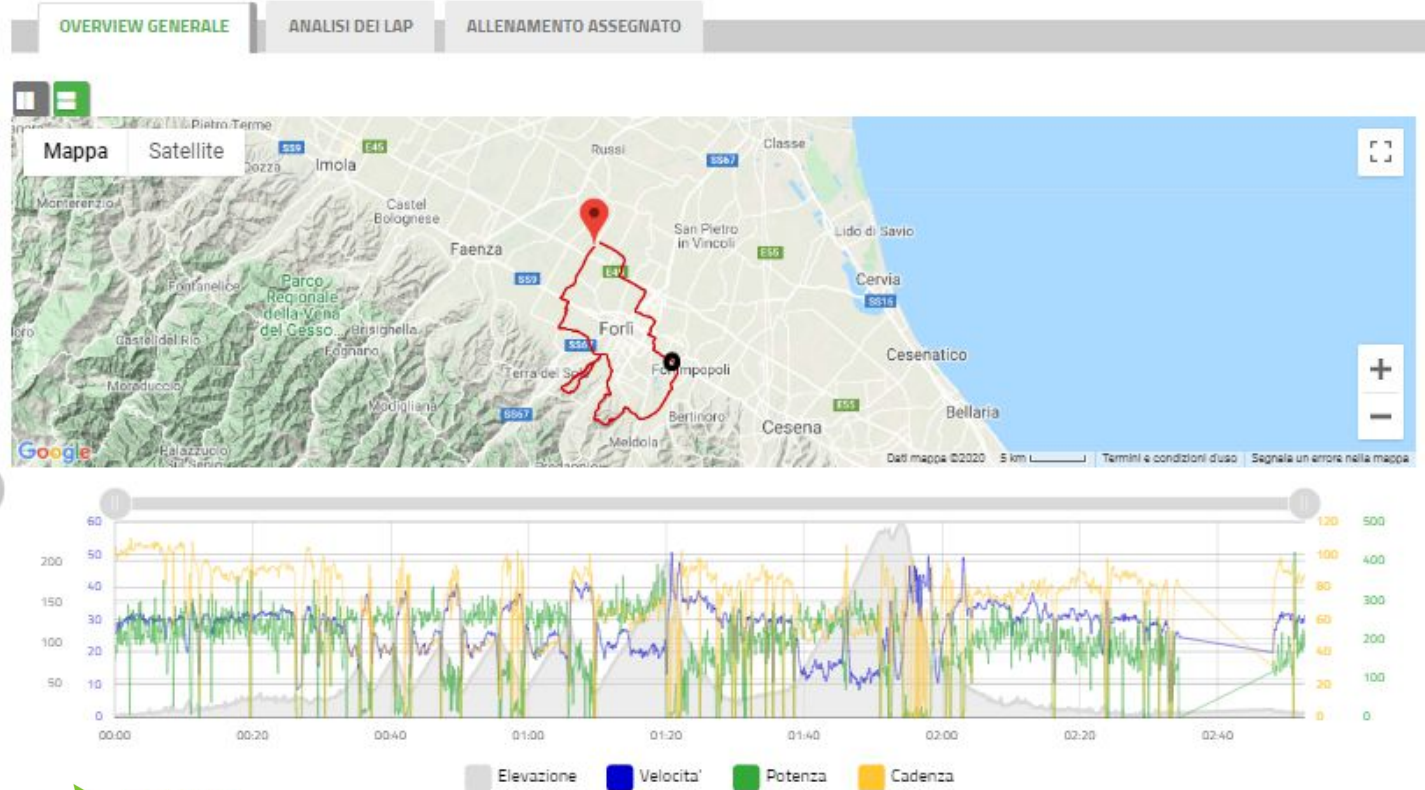 OVERVIEW GENERALE
ANALISI DEI LAP
ALLENAMENTO ASSEGNATO
Mappa
Satellite
Pietro Terme
SS9
E45
Imola
Russi
SS67
Classe
Monterenzio
Castel
Bolognese
Faenza
San Pietro
in Vincoli
E55
Lido di Savio
SS9
Cervia
SS16
Fontanelice
Parco
Regionale
della Vena
del Gesso
Brisighella
Castel del Rio
Fognano
Forlì
Cesenatico
Moraduccio
Modigliana
Bertinoro
E55
Bellaria
SS67
Meldola
Cesena
Google
Dati mappa ©2020
5 km
Termini e condizioni d'uso
Segnala un errore nella mappa
60
120
500
200
50
100
400
40
80
150
30
300
60
100
20
200
40
50
10
100
20
0
0
0
00:00
00:20
00:40
01:00
01:20
01:40
02:00
02:20
02:40
Elevazione
Velocita'
Potenza
Cadenza